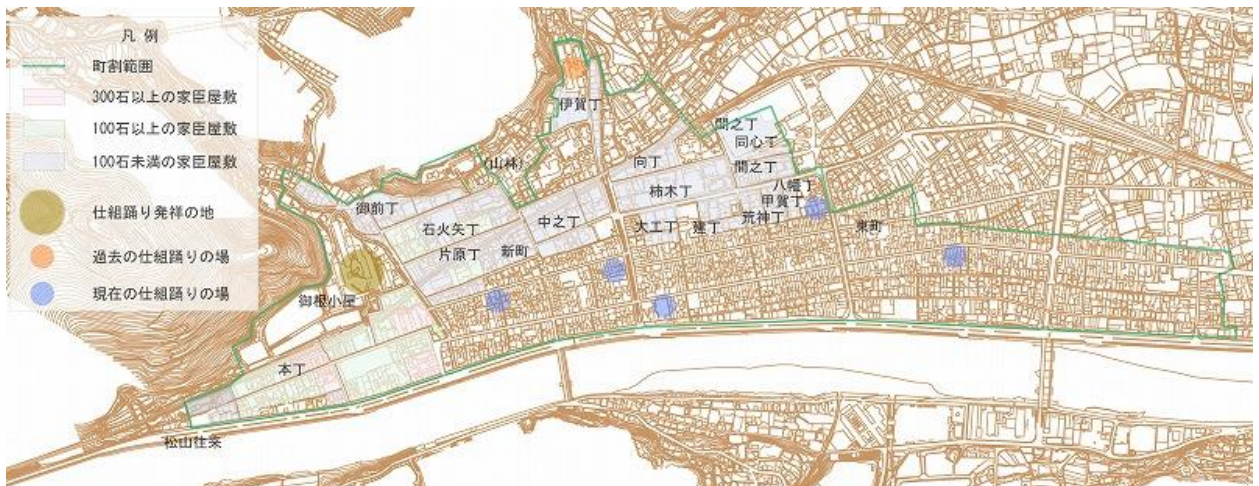 凡 例
町割範囲
300石以上の家臣屋敷
100石以上の家臣屋敷
100石未満の家臣屋敷
仕組踊り発祥の地
過去の仕組踊りの場
現在の仕組踊りの場
伊賀丁
間之丁
同心丁
(山林)
向丁
間之丁
柿木丁
八幡丁
甲賀丁
御前丁
中之丁
荒神丁
石火矢丁
大工丁
建丁
東町
新町
片原丁
御根小屋
本丁
松山往来